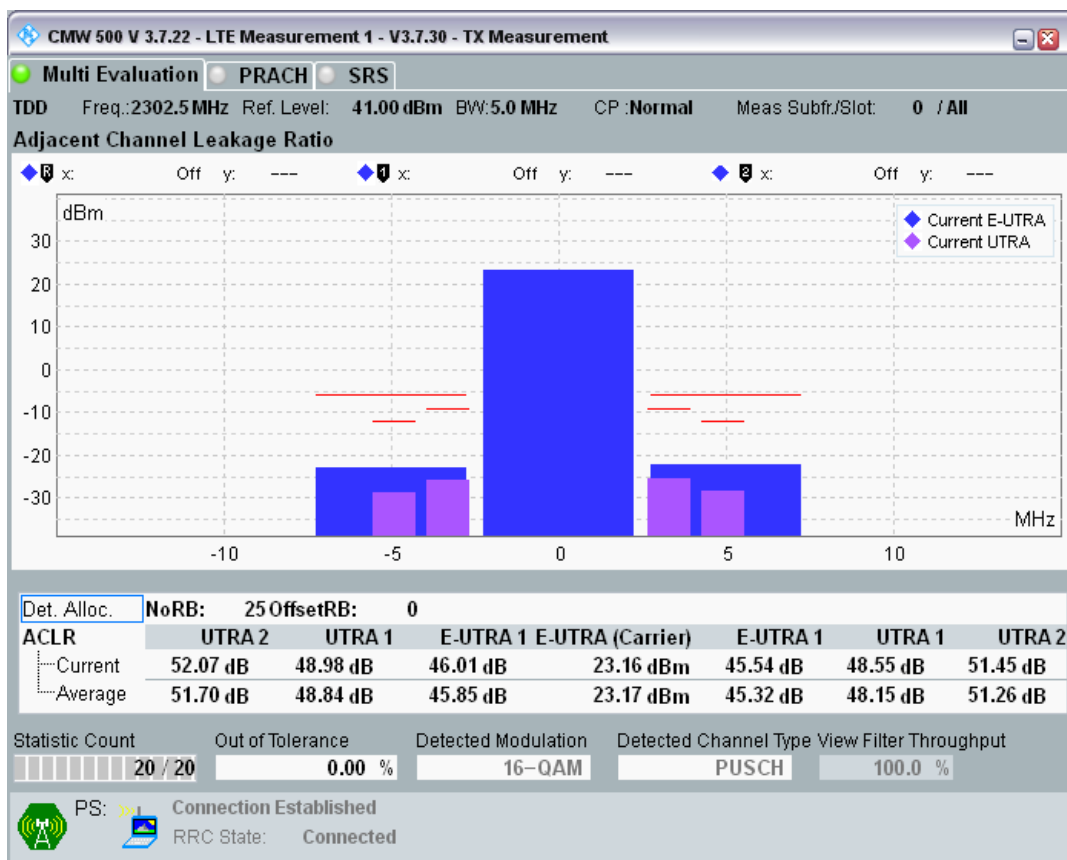 CMW 500 V 3.7.22 - LTE Measurement 1 - V3.7.30 - TX Measurement
Multi Evaluation PRACH SRS
TDD Freq.:2302.5 MHz Ref. Level: 41.00 dBm BW:5.0 MHz CP :Normal Meas Subfr./Slot: 0 / All
Adjacent Channel Leakage Ratio
R x: Off y: --- 1 x: Off y: --- 2 x: Off y: ---
dBm
Current E-UTRA
Current UTRA
30
20
10
0
-10
-20
-30
MHz
-10 -5 0 5 10
Det. Alloc. NoRB: 25 OffsetRB: 0
ACLR UTRA 2 UTRA 1 E-UTRA 1 E-UTRA (Carrier) E-UTRA 1 UTRA 1 UTRA 2
Current 52.07 dB 48.98 dB 46.01 dB 23.16 dBm 45.54 dB 48.55 dB 51.45 dB
Average 51.70 dB 48.84 dB 45.85 dB 23.17 dBm 45.32 dB 48.15 dB 51.26 dB
Statistic Count Out of Tolerance Detected Modulation Detected Channel Type View Filter Throughput
20 / 20 0.00 % 16-QAM PUSCH 100.0 %
PS: Connection Established
RRC State: Connected